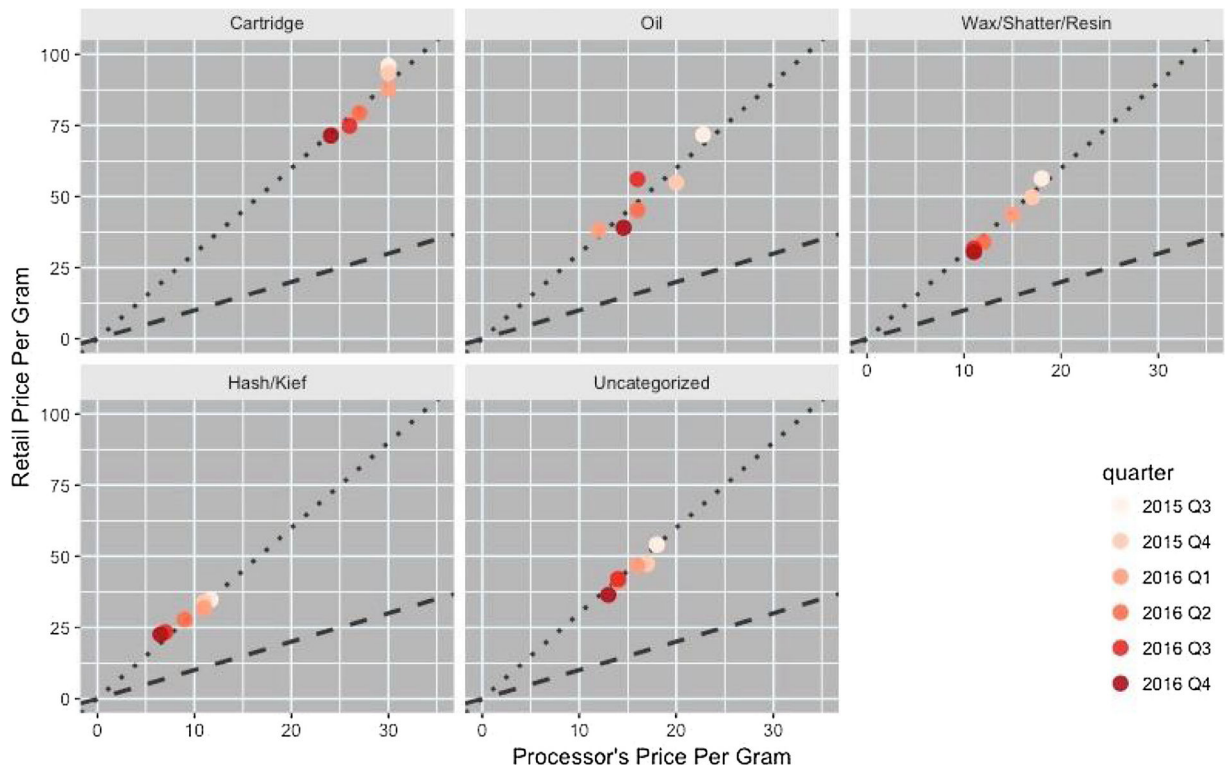 Cartridge
Oil
Wax/Shatter/Resin
100
75
50
25
0
0
10
20
30
Hash/Kief
Uncategorized
100
75
50
25
0
0
10
20
30
0
10
20
30
Retail Price Per Gram
Processor's Price Per Gram
quarter
2015 Q3
2015 Q4
2016 Q1
2016 Q2
2016 Q3
2016 Q4